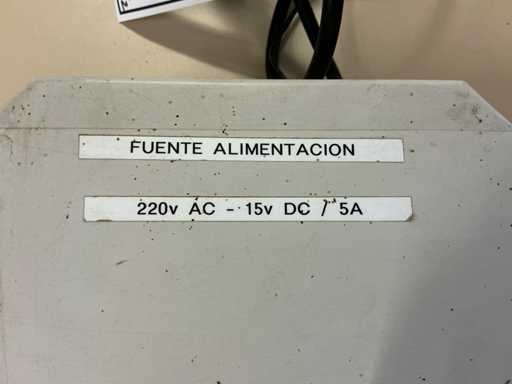 FUENTE ALIMENTACION
220v AC - 15v DC / 5A